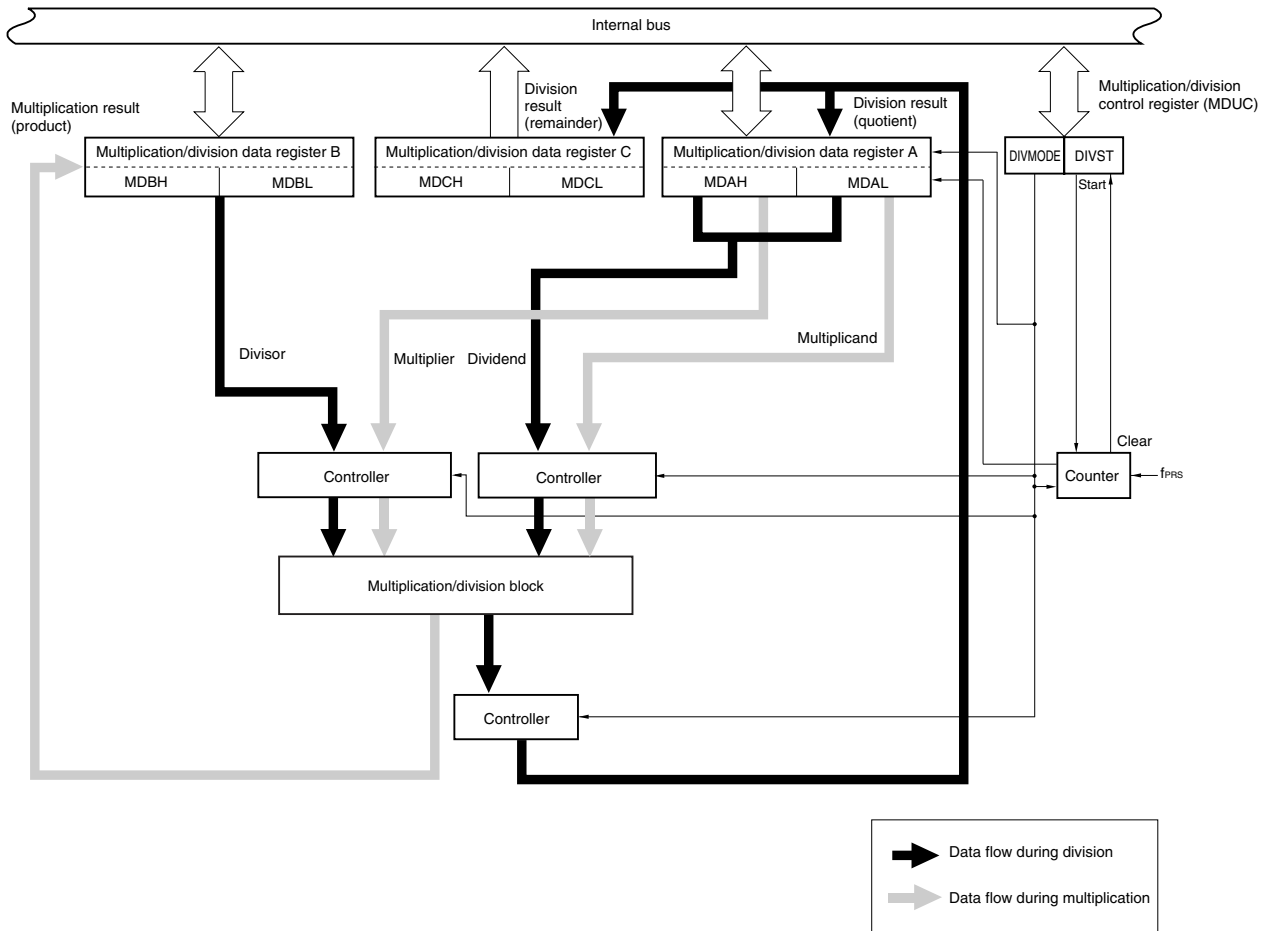 Internal bus
Multiplication result
(product)
Division
result
(remainder)
Division result
(quotient)
Multiplication/division
control register (MDUC)
Multiplication/division data register B
MDBH
MDBL
Multiplication/division data register C
MDCH
MDCL
Multiplication/division data register A
MDAH
MDAL
DIVMODE
DIVST
Start
Divisor
Multiplier
Dividend
Multiplicand
Clear
Controller
Controller
Counter
fPRS
Multiplication/division block
Controller
Data flow during division
Data flow during multiplication